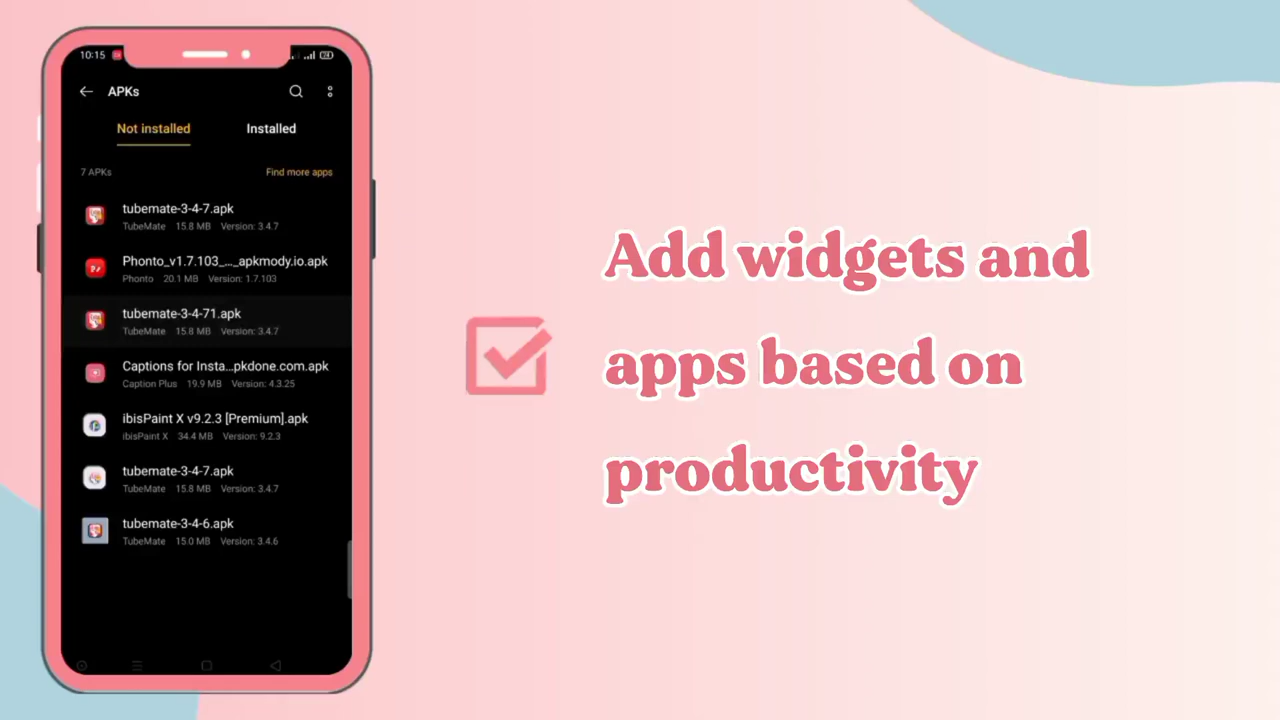 10:15
APKs
Not installed
Installed
7 APKs
Find more apps
tubemate-3-4-7.apk
TubeMate 15.8 MB Version: 3.4.7
Phonto_v1.7.103_..._apkmody.io.apk
Phonto 20.1 MB Version: 1.7.103
tubemate-3-4-71.apk
TubeMate 15.8 MB Version: 3.4.7
Captions for Insta...pkdone.com.apk
Caption Plus 19.9 MB Version: 4.3.25
ibisPaint X v9.2.3 [Premium].apk
ibisPaint X 34.4 MB Version: 9.2.3
tubemate-3-4-7.apk
TubeMate 15.8 MB Version: 3.4.7
tubemate-3-4-6.apk
TubeMate 15.0 MB Version: 3.4.6
Add widgets and
apps based on
productivity